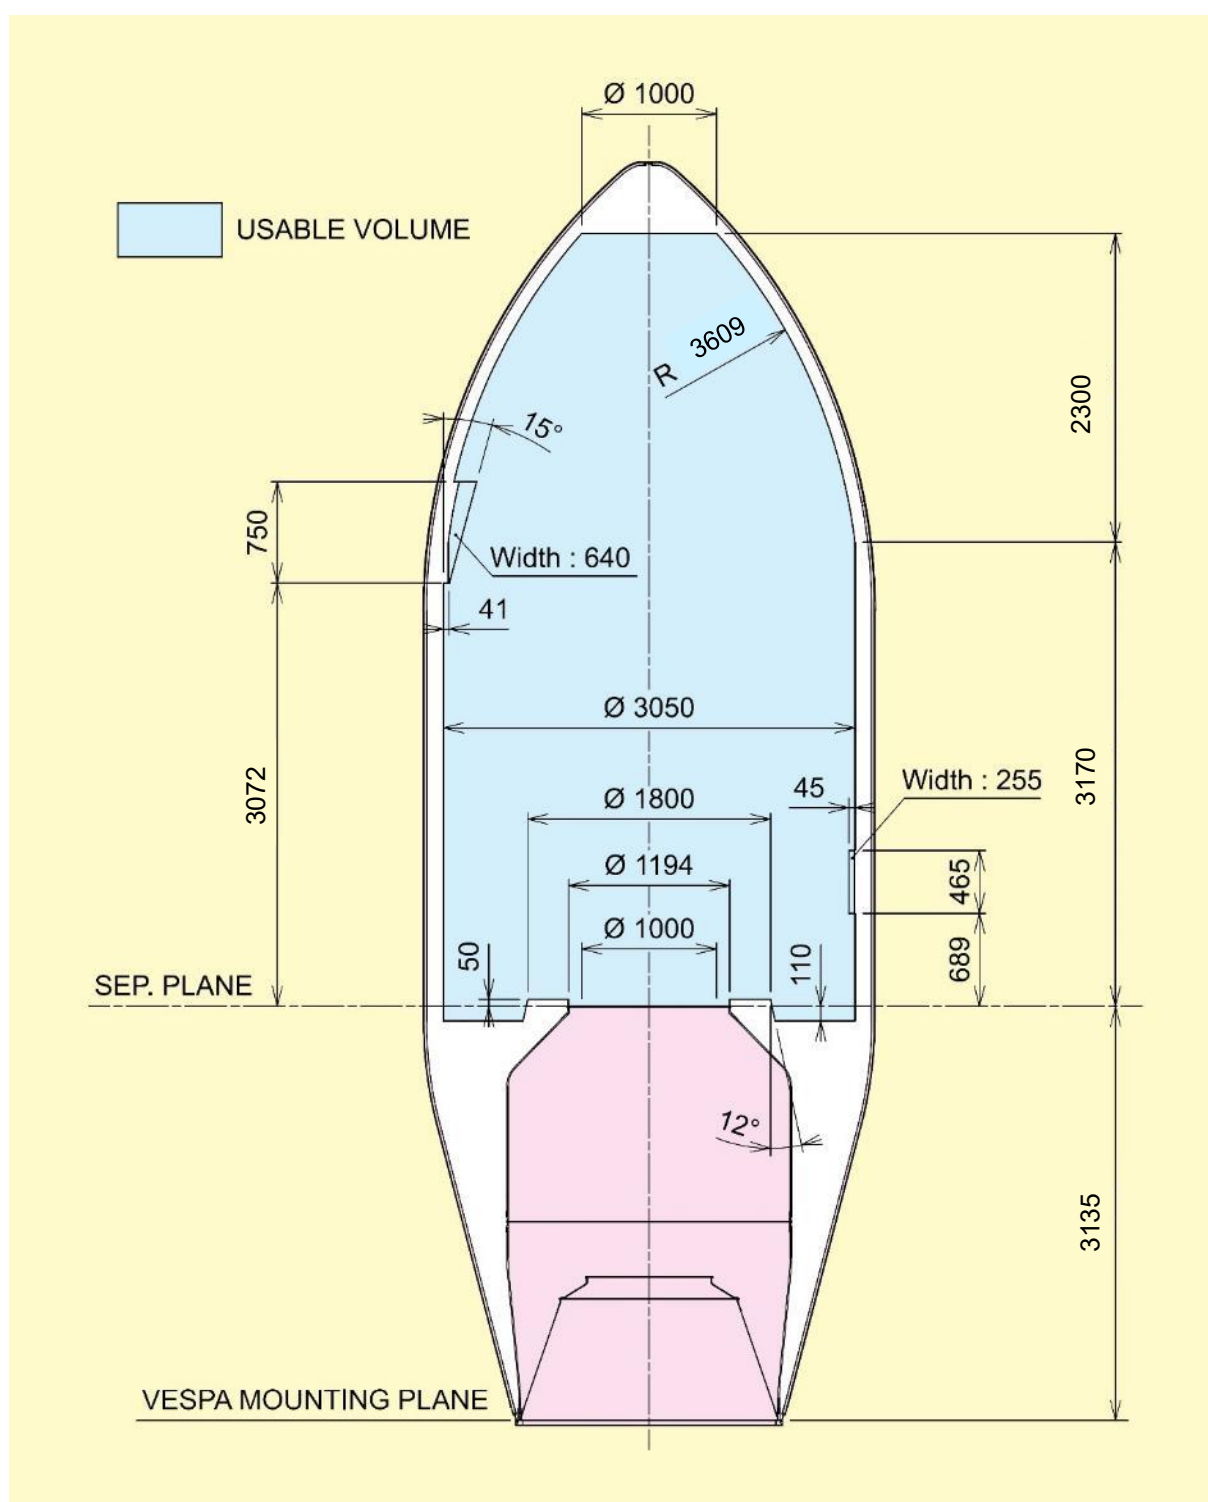 Ø 1000
USABLE VOLUME
R 3609
2300
15°
750
Width : 640
41
Ø 3050
3072
3170
Width : 255
45
Ø 1800
Ø 1194
465
Ø 1000
50
110
689
SEP. PLANE
12°
3135
VESPA MOUNTING PLANE